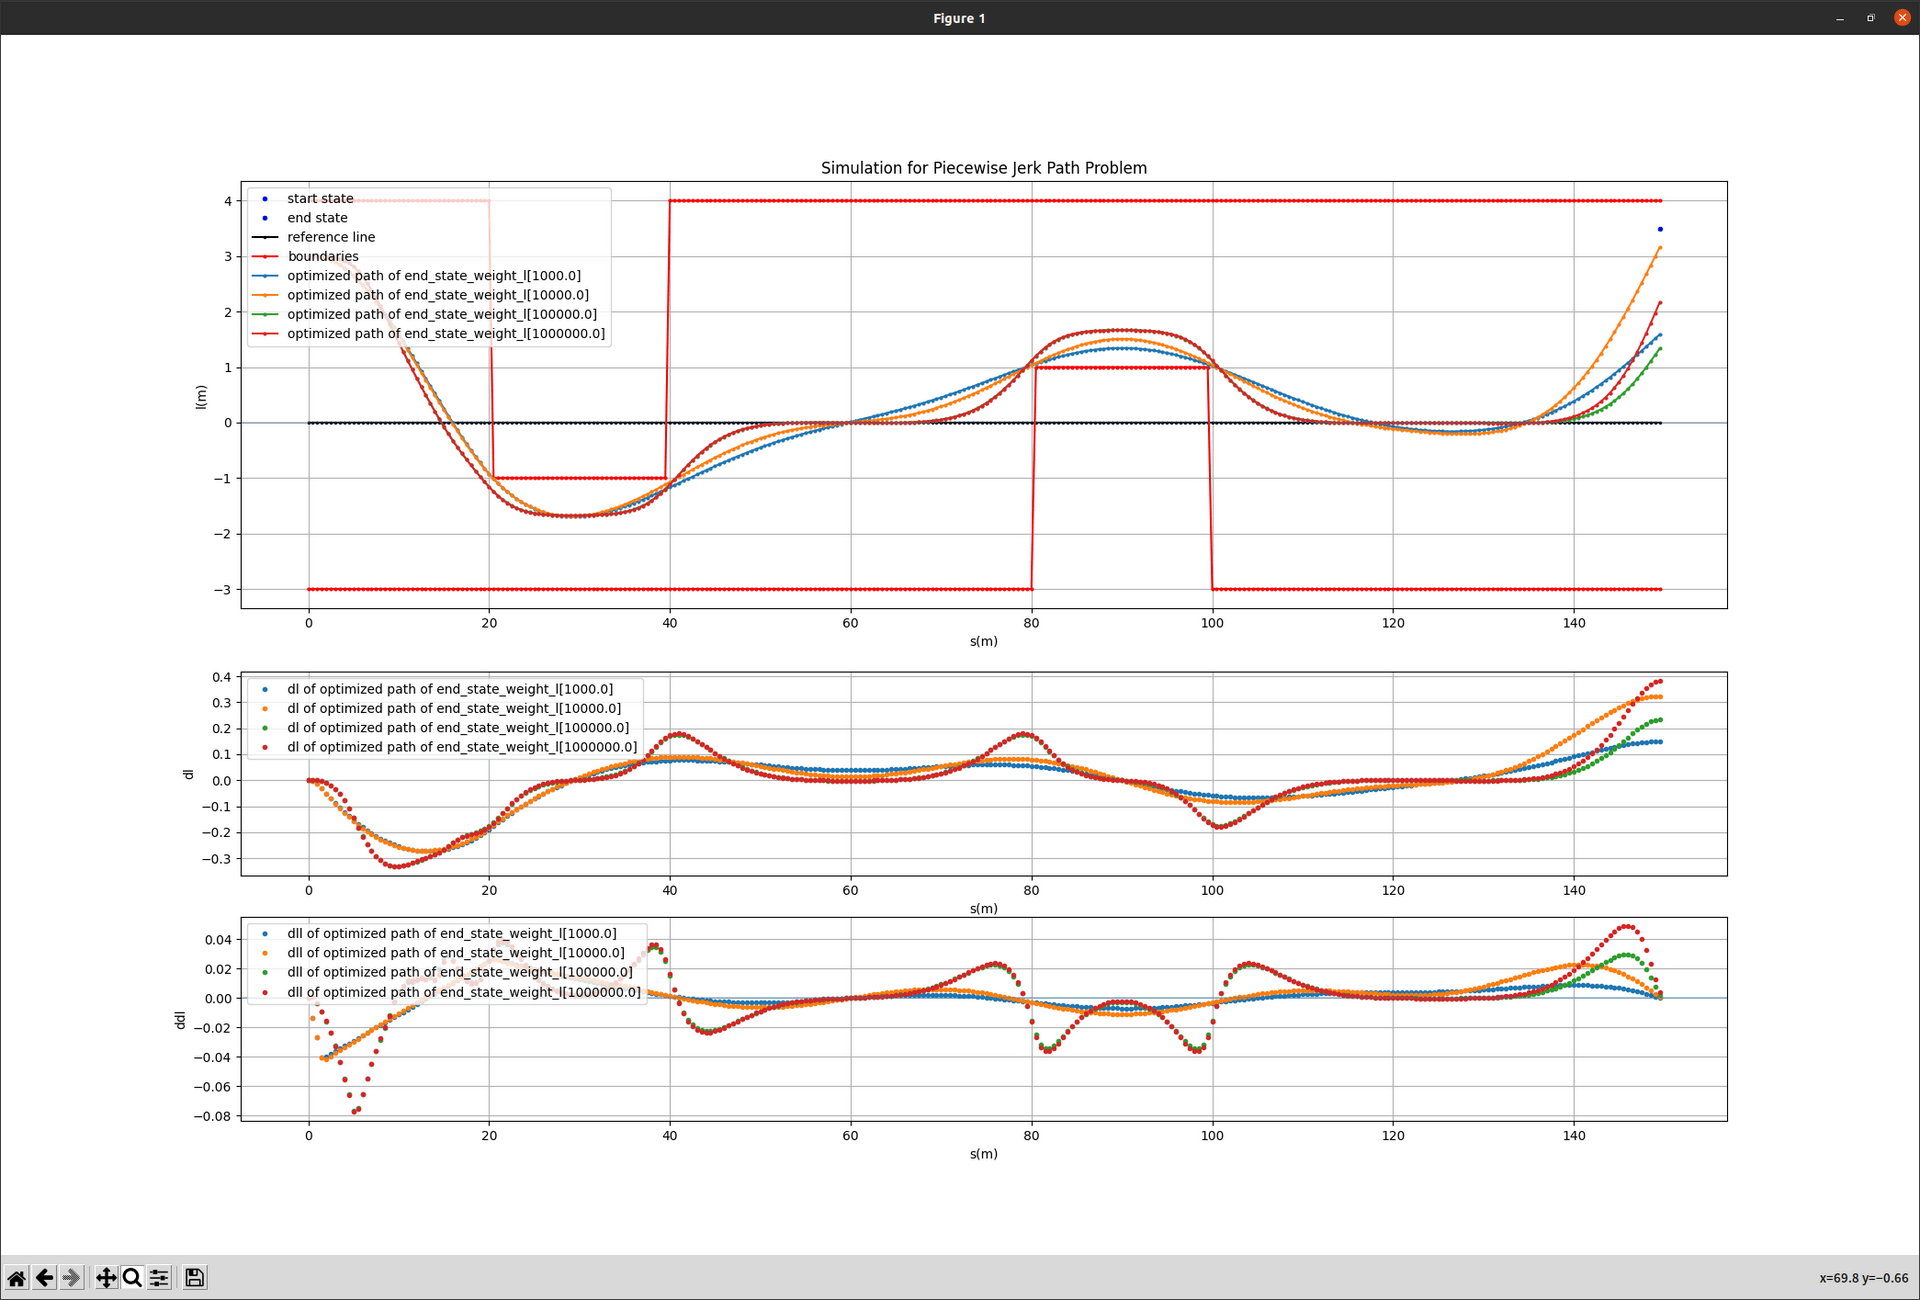 Figure 1
Simulation for Piecewise Jerk Path Problem
start state
end state
reference line
boundaries
optimized path of end_state_weight_l[1000.0]
optimized path of end_state_weight_l[10000.0]
optimized path of end_state_weight_l[100000.0]
optimized path of end_state_weight_l[1000000.0]
4
3
2
1
0
−1
−2
−3
l(m)
0 20 40 60 80 100 120 140
s(m)
dl of optimized path of end_state_weight_l[1000.0]
dl of optimized path of end_state_weight_l[10000.0]
dl of optimized path of end_state_weight_l[100000.0]
dl of optimized path of end_state_weight_l[1000000.0]
0.4
0.3
0.2
0.1
0.0
−0.1
−0.2
−0.3
dl
0 20 40 60 80 100 120 140
s(m)
dll of optimized path of end_state_weight_l[1000.0]
dll of optimized path of end_state_weight_l[10000.0]
dll of optimized path of end_state_weight_l[100000.0]
dll of optimized path of end_state_weight_l[1000000.0]
0.04
0.02
0.00
−0.02
−0.04
−0.06
−0.08
ddl
0 20 40 60 80 100 120 140
s(m)
x=69.8 y=−0.66